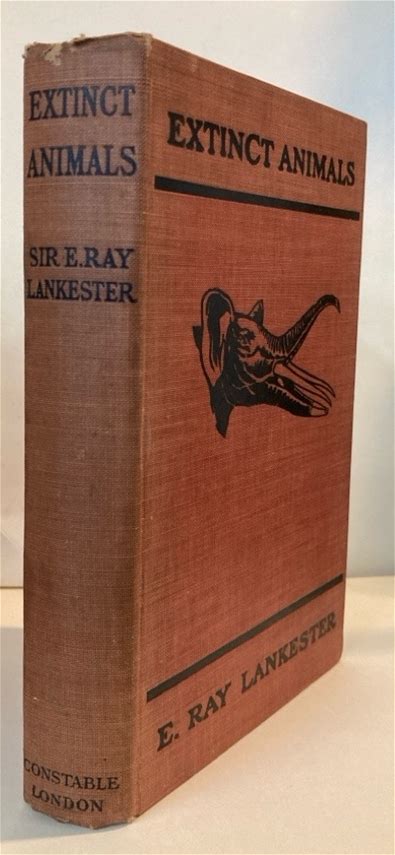 EXTINCT
ANIMALS
SIR E. RAY
LANKESTER
CONSTABLE
LONDON
EXTINCT ANIMALS
E. RAY LANKESTER